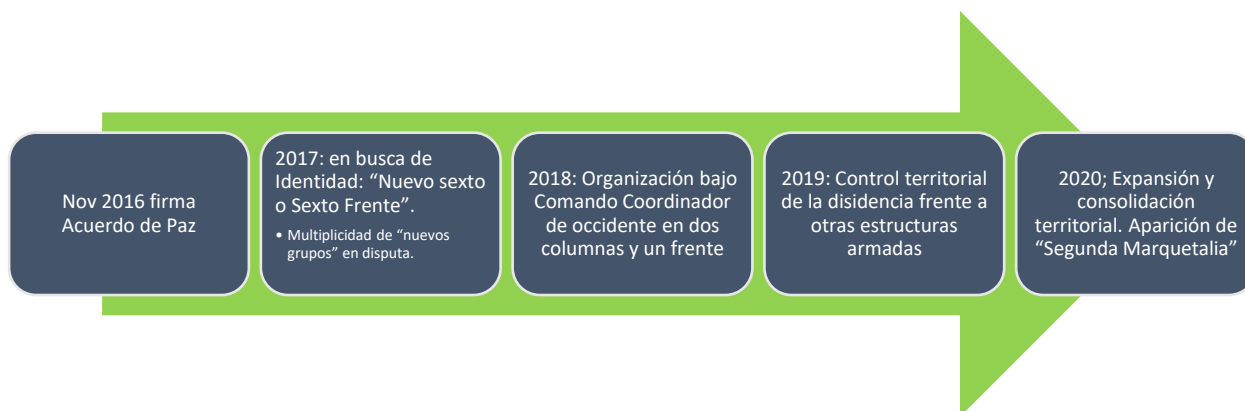 Nov 2016 firma
Acuerdo de Paz
2017: en busca de
Identidad: “Nuevo sexto
o Sexto Frente”.
• Multiplicidad de “nuevos
grupos” en disputa.
2018: Organización bajo
Comando Coordinador
de occidente en dos
columnas y un frente
2019: Control territorial
de la disidencia frente a
otras estructuras
armadas
2020; Expansión y
consolidación
territorial. Aparición de
“Segunda Marquetalia”